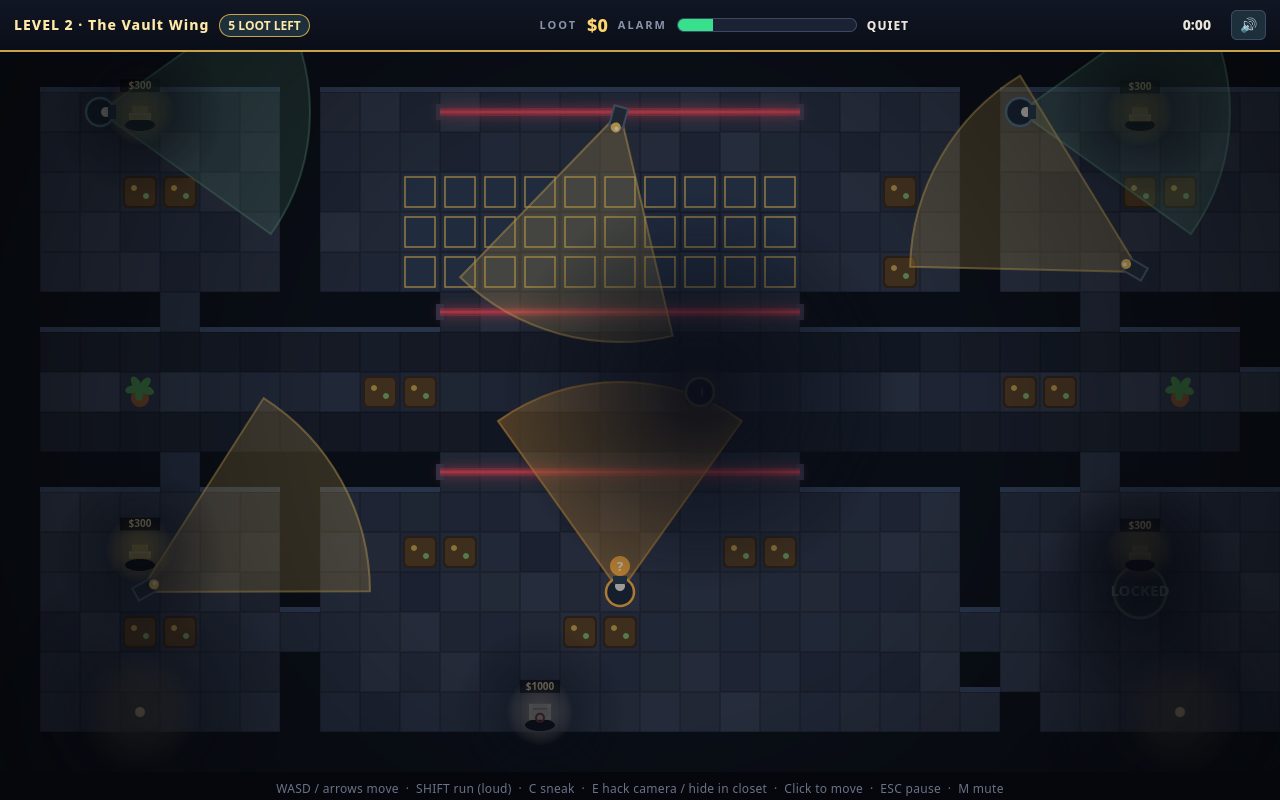 LEVEL 2 · The Vault Wing
5 LOOT LEFT
LOOT $0 ALARM QUIET
0:00
$300
$300
?
$300
$300
LOCKED
$1000
WASD / arrows move · SHIFT run (loud) · C sneak · E hack camera / hide in closet · Click to move · ESC pause · M mute